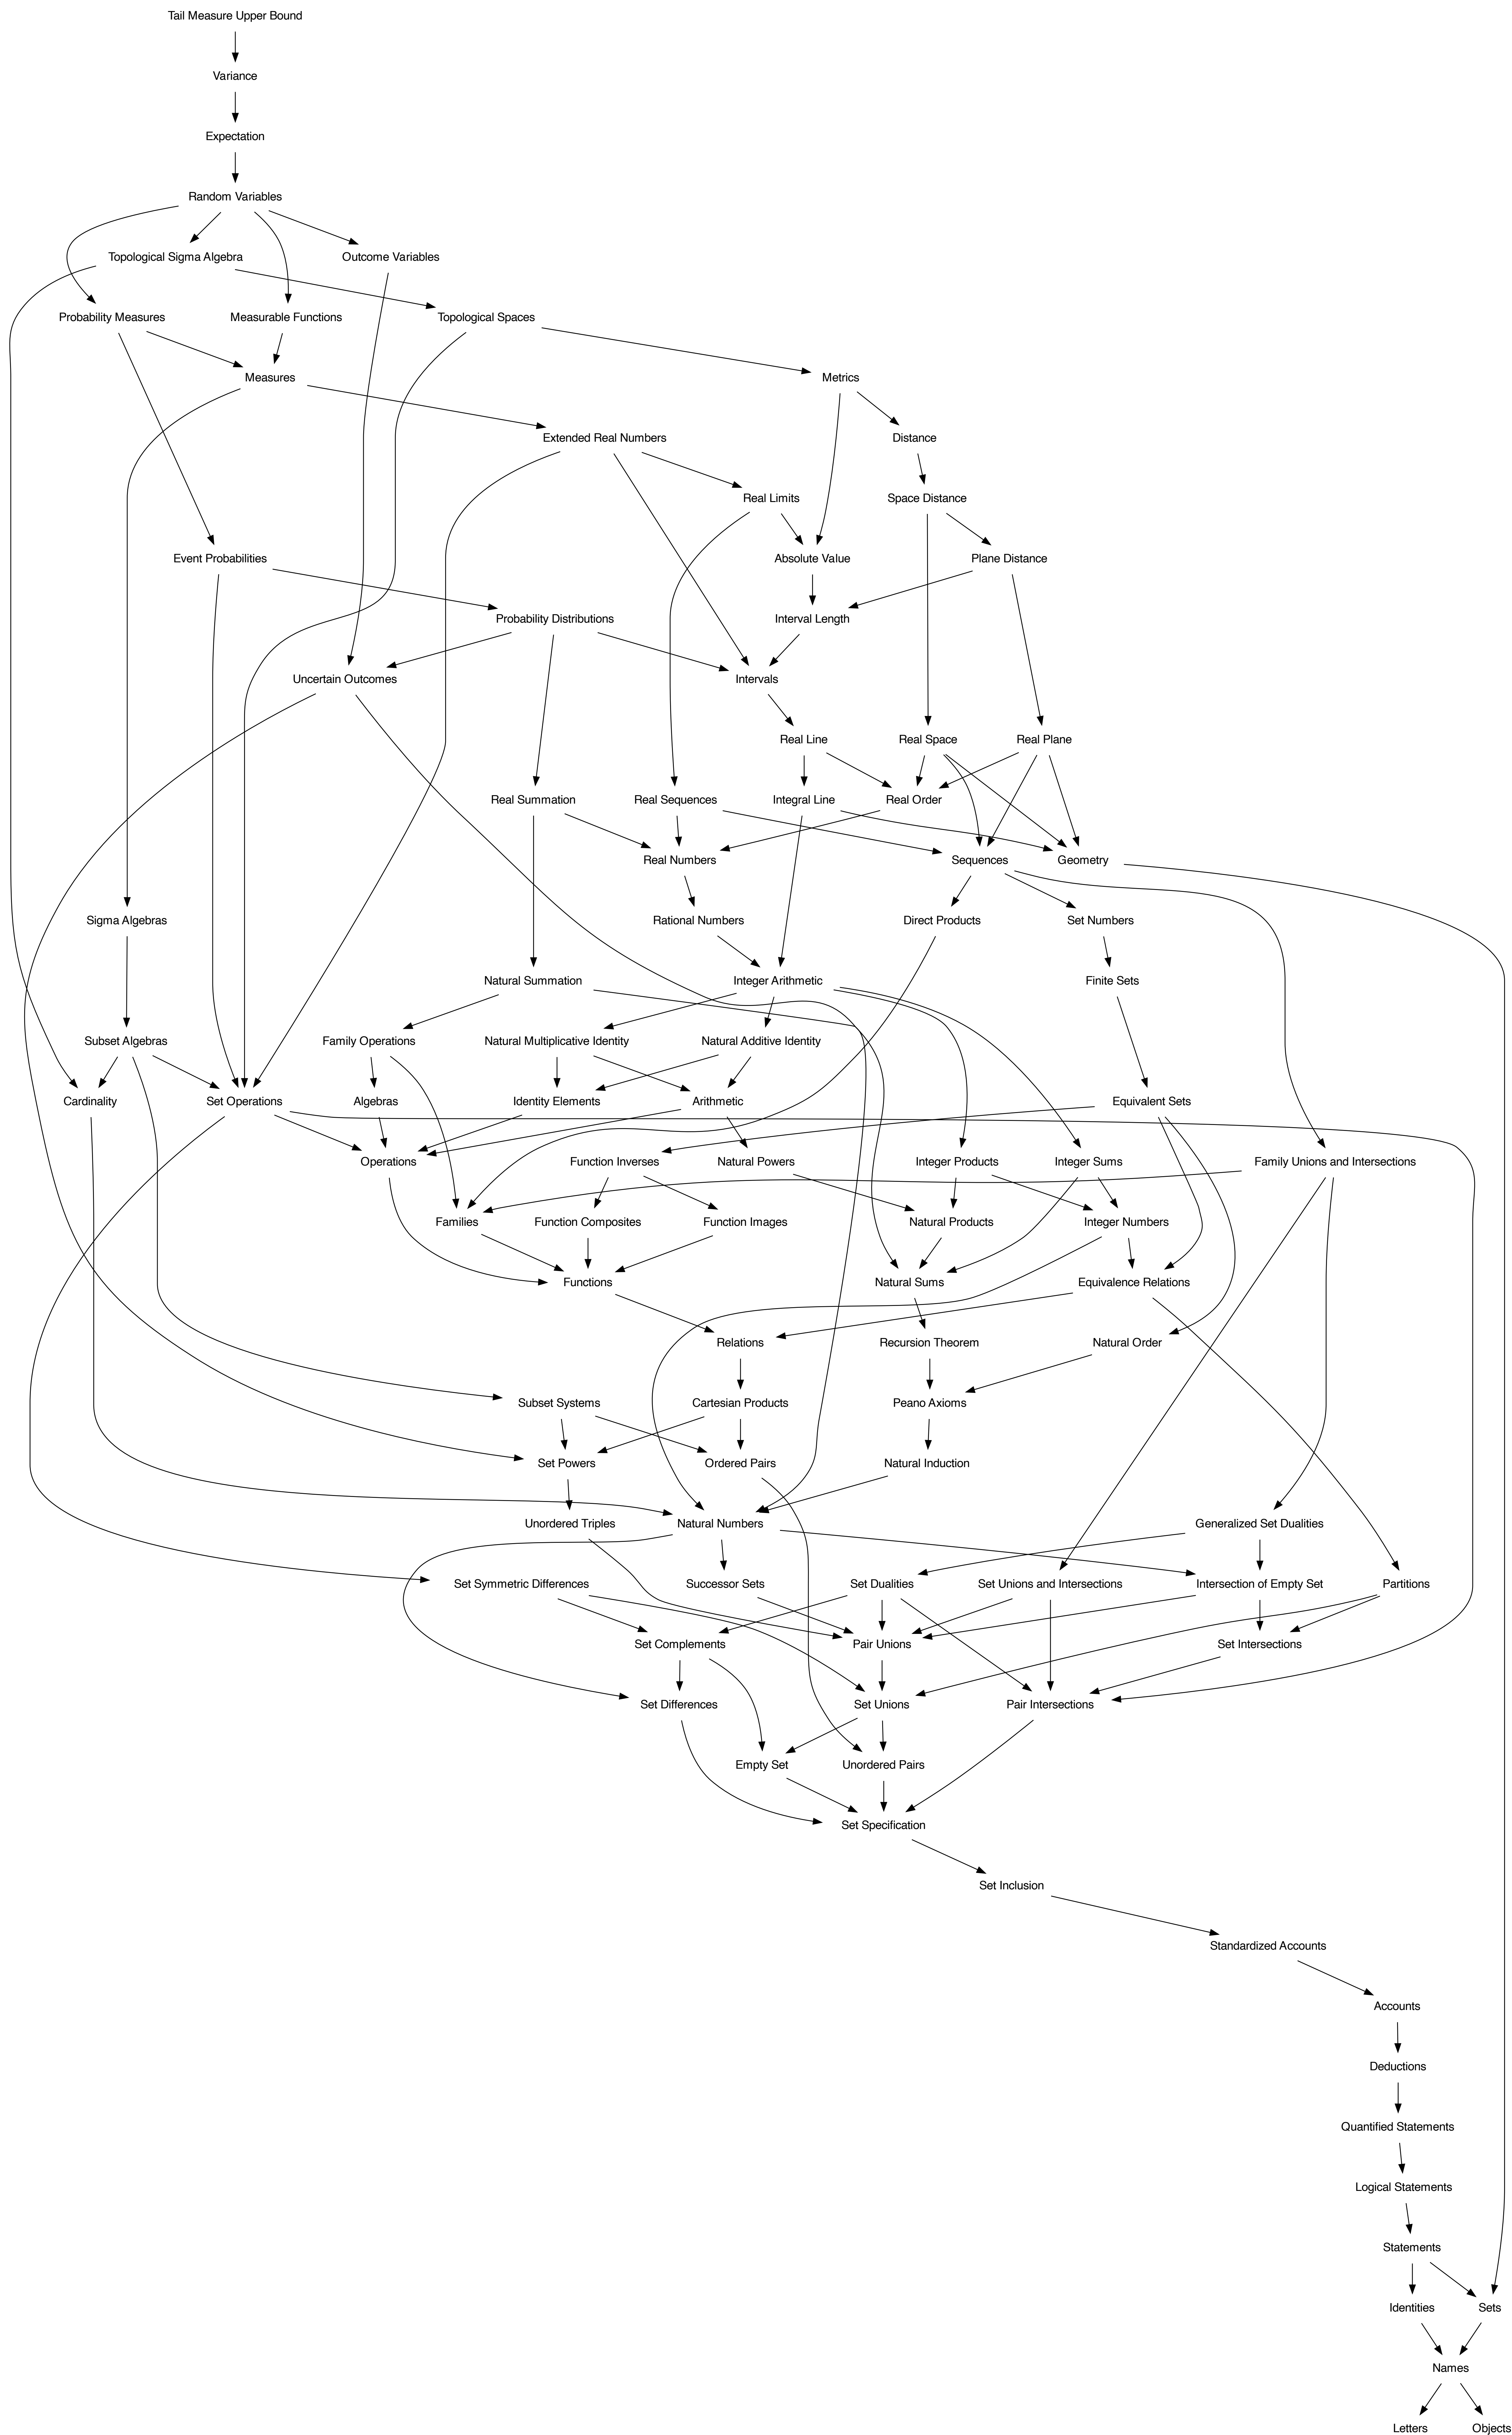 Tail Measure Upper Bound
Variance
Expectation
Random Variables
Topological Sigma Algebra
Outcome Variables
Probability Measures
Measurable Functions
Topological Spaces
Measures
Metrics
Extended Real Numbers
Distance
Real Limits
Space Distance
Event Probabilities
Absolute Value
Plane Distance
Probability Distributions
Interval Length
Uncertain Outcomes
Intervals
Real Line
Real Space
Real Plane
Real Summation
Real Sequences
Integral Line
Real Order
Real Numbers
Sequences
Geometry
Sigma Algebras
Rational Numbers
Direct Products
Set Numbers
Natural Summation
Integer Arithmetic
Finite Sets
Subset Algebras
Family Operations
Natural Multiplicative Identity
Natural Additive Identity
Cardinality
Set Operations
Algebras
Identity Elements
Arithmetic
Equivalent Sets
Operations
Function Inverses
Natural Powers
Integer Products
Integer Sums
Family Unions and Intersections
Families
Function Composites
Function Images
Natural Products
Integer Numbers
Functions
Natural Sums
Equivalence Relations
Relations
Recursion Theorem
Natural Order
Subset Systems
Cartesian Products
Peano Axioms
Set Powers
Ordered Pairs
Natural Induction
Unordered Triples
Natural Numbers
Generalized Set Dualities
Set Symmetric Differences
Successor Sets
Set Dualities
Set Unions and Intersections
Intersection of Empty Set
Partitions
Set Complements
Pair Unions
Set Intersections
Set Differences
Set Unions
Pair Intersections
Empty Set
Unordered Pairs
Set Specification
Set Inclusion
Standardized Accounts
Accounts
Deductions
Quantified Statements
Logical Statements
Statements
Identities
Sets
Names
Letters
Objects